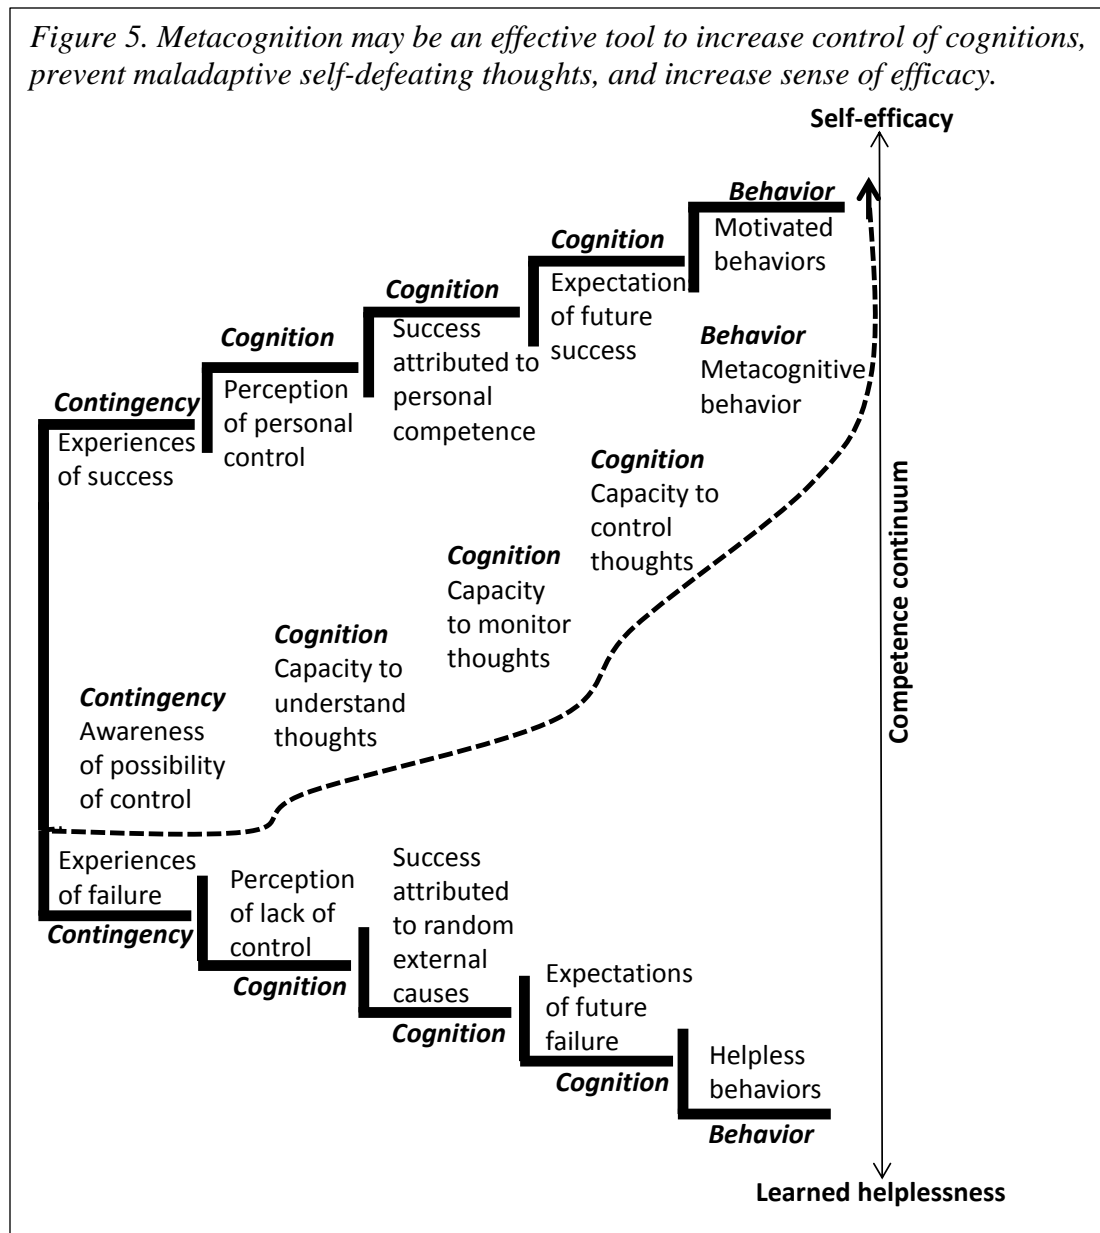 Figure 5. Metacognition may be an effective tool to increase control of cognitions,
prevent maladaptive self-defeating thoughts, and increase sense of efficacy.
Self-efficacy
Behavior
Motivated
behaviors
Cognition
Expectations
of future
success
Cognition
Success
attributed to
personal
competence
Cognition
Perception
of personal
control
Contingency
Experiences
of success
Behavior
Metacognitive
behavior
Cognition
Capacity to
control
thoughts
Cognition
Capacity
to monitor
thoughts
Cognition
Capacity to
understand
thoughts
Contingency
Awareness
of possibility
of control
Competence continuum
Experiences
of failure
Contingency
Perception
of lack of
control
Cognition
Success
attributed
to random
external
causes
Cognition
Expectations
of future
failure
Cognition
Helpless
behaviors
Behavior
Learned helplessness